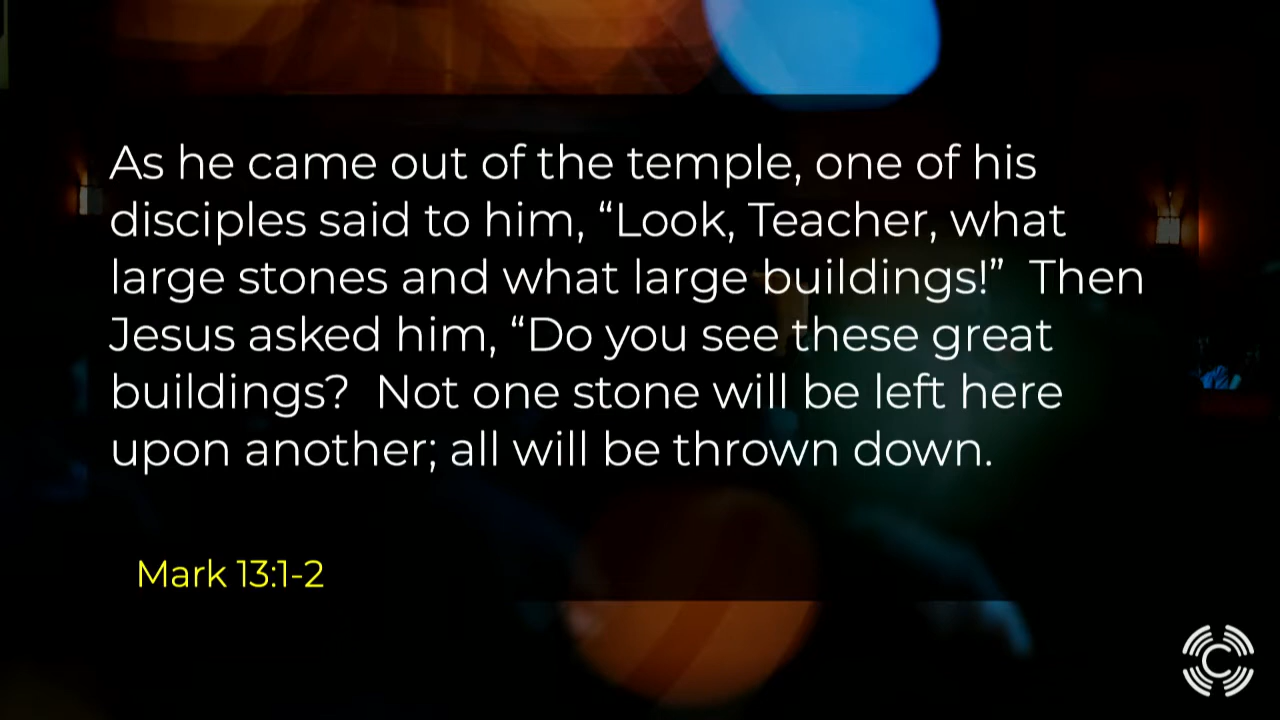 As he came out of the temple, one of his
disciples said to him, “Look, Teacher, what
large stones and what large buildings!”  Then
Jesus asked him, “Do you see these great
buildings?  Not one stone will be left here
upon another; all will be thrown down.
Mark 13:1-2
C